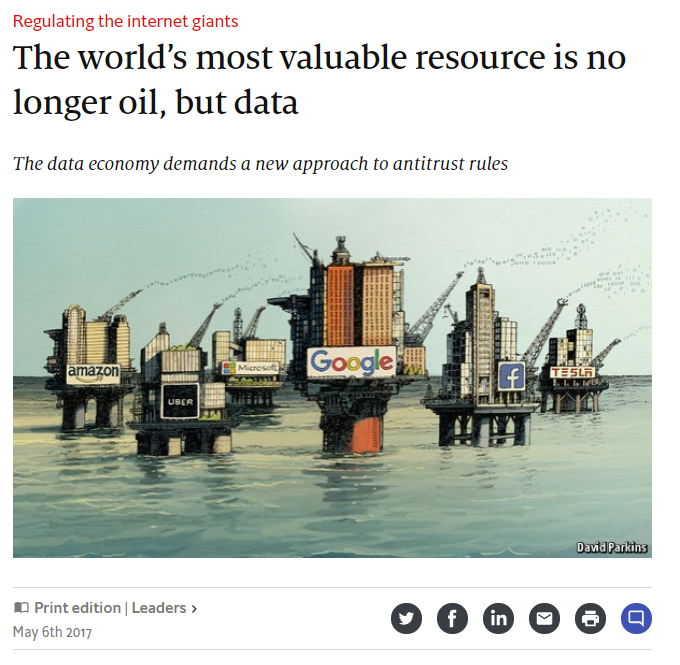 Regulating the internet giants
The world’s most valuable resource is no
longer oil, but data
The data economy demands a new approach to antitrust rules
amazon
UBER
Microsoft
Google
f
TESLA
David Parkins
Print edition | Leaders ›
May 6th 2017